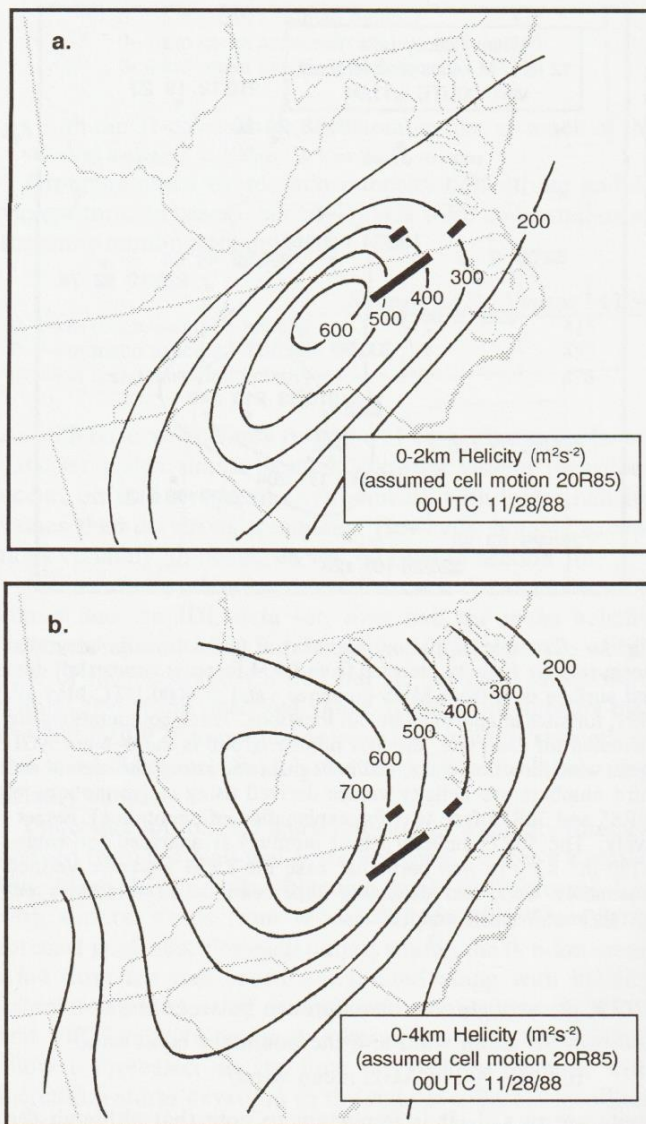 a.
200
300
400
500
600
0-2km Helicity (m²s⁻²)
(assumed cell motion 20R85)
00UTC 11/28/88
b.
200
300
400
500
600
700
0-4km Helicity (m²s⁻²)
(assumed cell motion 20R85)
00UTC 11/28/88